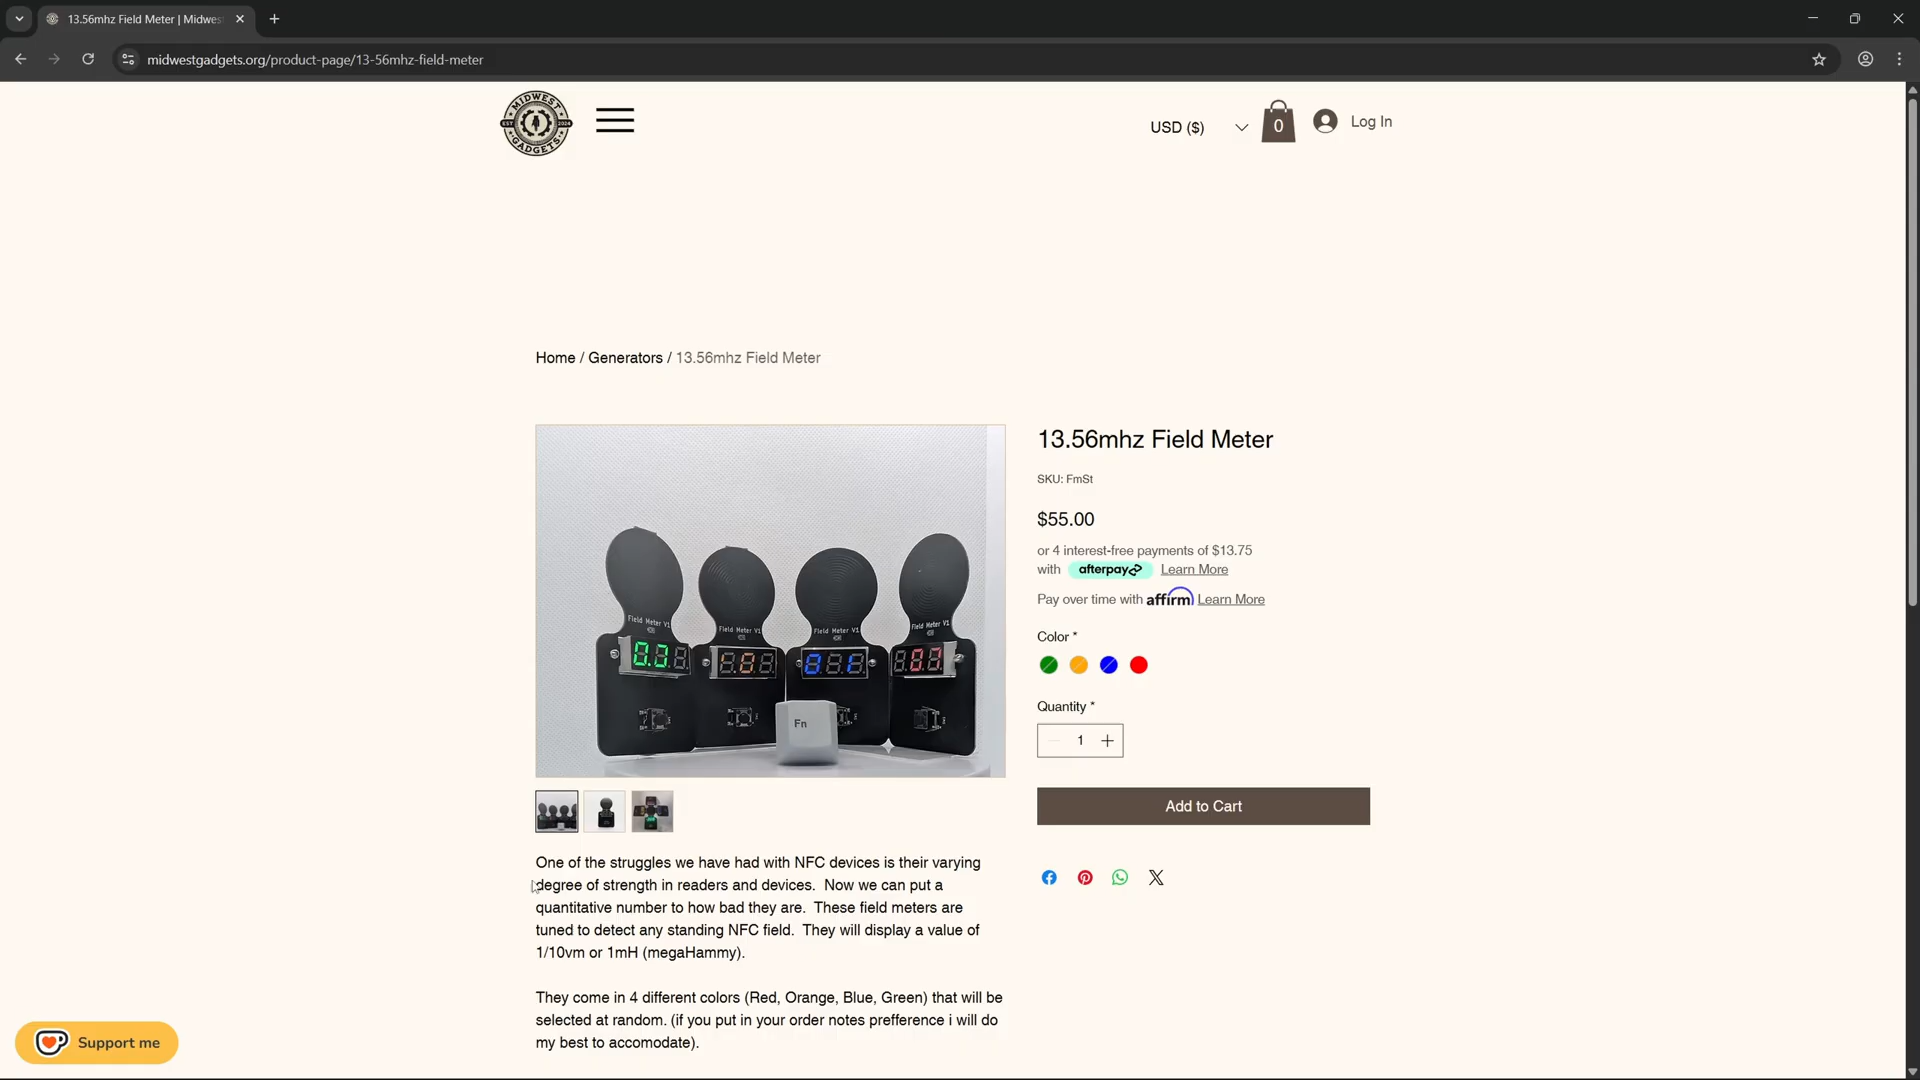 13.56mhz Field Meter | Midwes
midwestgadgets.org/product-page/13-56mhz-field-meter
MIDWEST
EST
2024
GADGETS
USD ($)
0
Log In
Home / Generators / 13.56mhz Field Meter
13.56mhz Field Meter
SKU: FmSt
$55.00
or 4 interest-free payments of $13.75
with afterpay Learn More
Pay over time with affirm Learn More
Color *
Quantity *
1
Add to Cart
Field Meter V1
Field Meter V1
Field Meter V1
Field Meter V1
Fn
One of the struggles we have had with NFC devices is their varying
degree of strength in readers and devices.  Now we can put a
quantitative number to how bad they are.  These field meters are
tuned to detect any standing NFC field.  They will display a value of
1/10vm or 1mH (megaHammy).
They come in 4 different colors (Red, Orange, Blue, Green) that will be
selected at random. (if you put in your order notes prefference i will do
my best to accomodate).
Support me